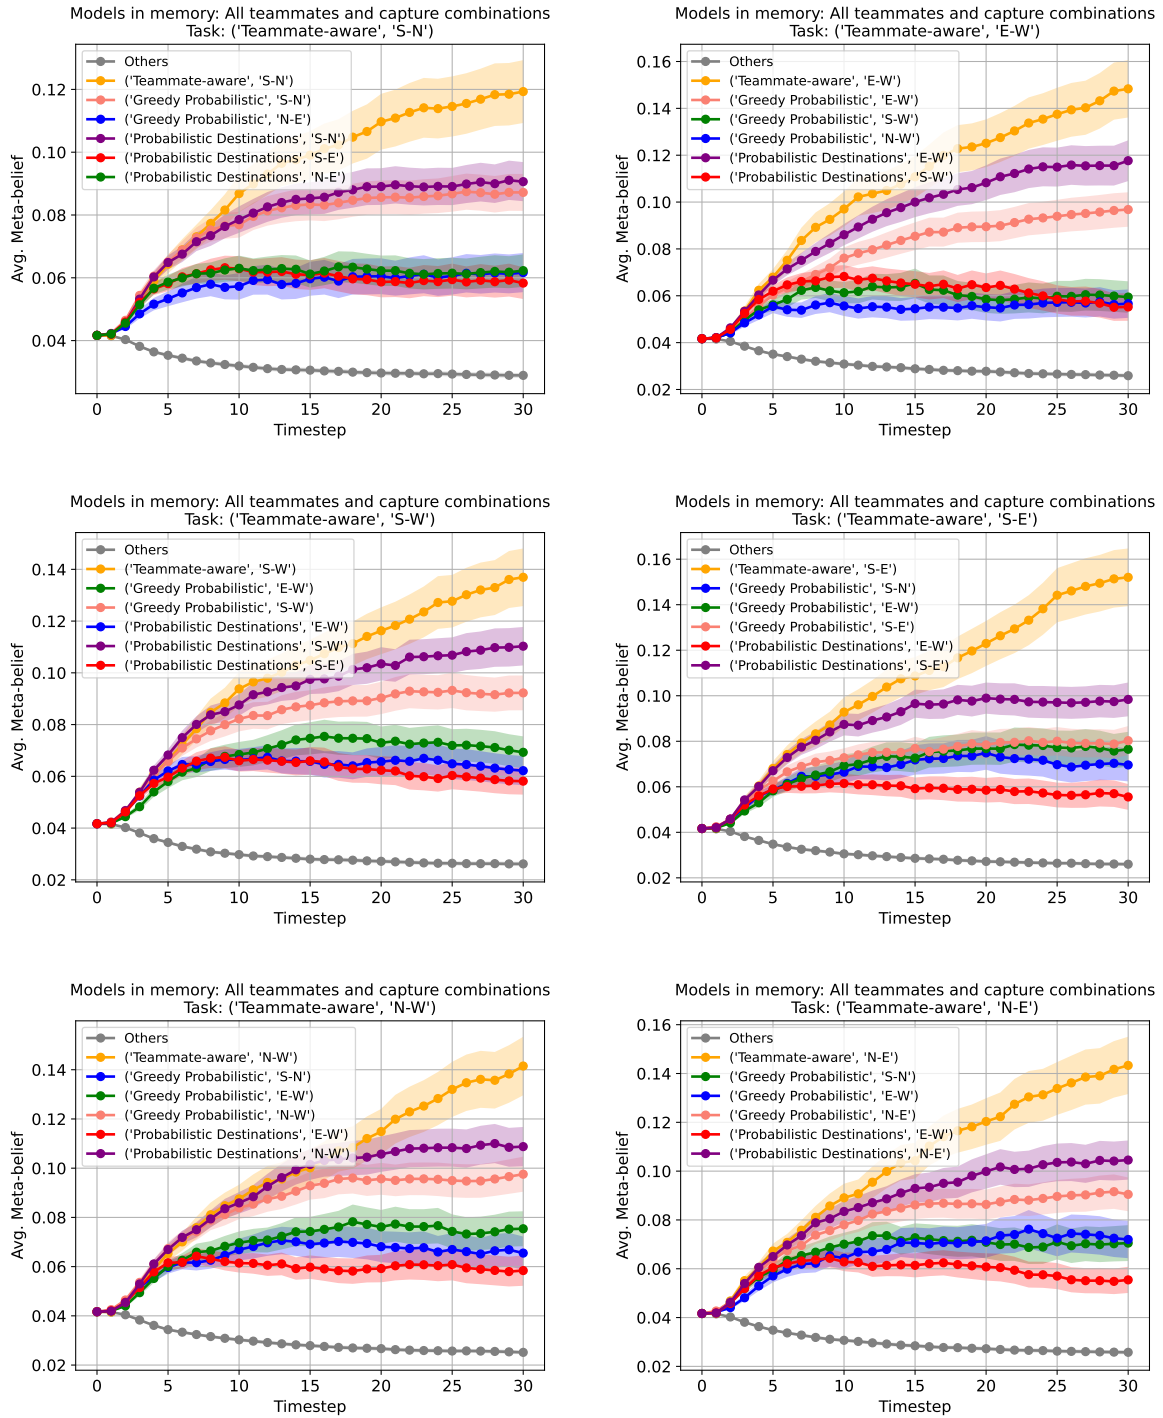 Models in memory: All teammates and capture combinations
Task: ('Teammate-aware', 'S-N')
Others
('Teammate-aware', 'S-N')
('Greedy Probabilistic', 'S-N')
('Greedy Probabilistic', 'N-E')
('Probabilistic Destinations', 'S-N')
('Probabilistic Destinations', 'S-E')
('Probabilistic Destinations', 'N-E')
Avg. Meta-belief
0.12
0.10
0.08
0.06
0.04
0 5 10 15 20 25 30
Timestep
Models in memory: All teammates and capture combinations
Task: ('Teammate-aware', 'E-W')
Others
('Teammate-aware', 'E-W')
('Greedy Probabilistic', 'E-W')
('Greedy Probabilistic', 'S-W')
('Greedy Probabilistic', 'N-W')
('Probabilistic Destinations', 'E-W')
('Probabilistic Destinations', 'S-W')
Avg. Meta-belief
0.16
0.14
0.12
0.10
0.08
0.06
0.04
0.02
0 5 10 15 20 25 30
Timestep
Models in memory: All teammates and capture combinations
Task: ('Teammate-aware', 'S-W')
Others
('Teammate-aware', 'S-W')
('Greedy Probabilistic', 'E-W')
('Greedy Probabilistic', 'S-W')
('Probabilistic Destinations', 'E-W')
('Probabilistic Destinations', 'S-W')
('Probabilistic Destinations', 'S-E')
Avg. Meta-belief
0.14
0.12
0.10
0.08
0.06
0.04
0.02
0 5 10 15 20 25 30
Timestep
Models in memory: All teammates and capture combinations
Task: ('Teammate-aware', 'S-E')
Others
('Teammate-aware', 'S-E')
('Greedy Probabilistic', 'S-N')
('Greedy Probabilistic', 'E-W')
('Greedy Probabilistic', 'S-E')
('Probabilistic Destinations', 'E-W')
('Probabilistic Destinations', 'S-E')
Avg. Meta-belief
0.16
0.14
0.12
0.10
0.08
0.06
0.04
0.02
0 5 10 15 20 25 30
Timestep
Models in memory: All teammates and capture combinations
Task: ('Teammate-aware', 'N-W')
Others
('Teammate-aware', 'N-W')
('Greedy Probabilistic', 'S-N')
('Greedy Probabilistic', 'E-W')
('Greedy Probabilistic', 'N-W')
('Probabilistic Destinations', 'E-W')
('Probabilistic Destinations', 'N-W')
Avg. Meta-belief
0.14
0.12
0.10
0.08
0.06
0.04
0.02
0 5 10 15 20 25 30
Timestep
Models in memory: All teammates and capture combinations
Task: ('Teammate-aware', 'N-E')
Others
('Teammate-aware', 'N-E')
('Greedy Probabilistic', 'S-N')
('Greedy Probabilistic', 'E-W')
('Greedy Probabilistic', 'N-E')
('Probabilistic Destinations', 'E-W')
('Probabilistic Destinations', 'N-E')
Avg. Meta-belief
0.16
0.14
0.12
0.10
0.08
0.06
0.04
0.02
0 5 10 15 20 25 30
Timestep